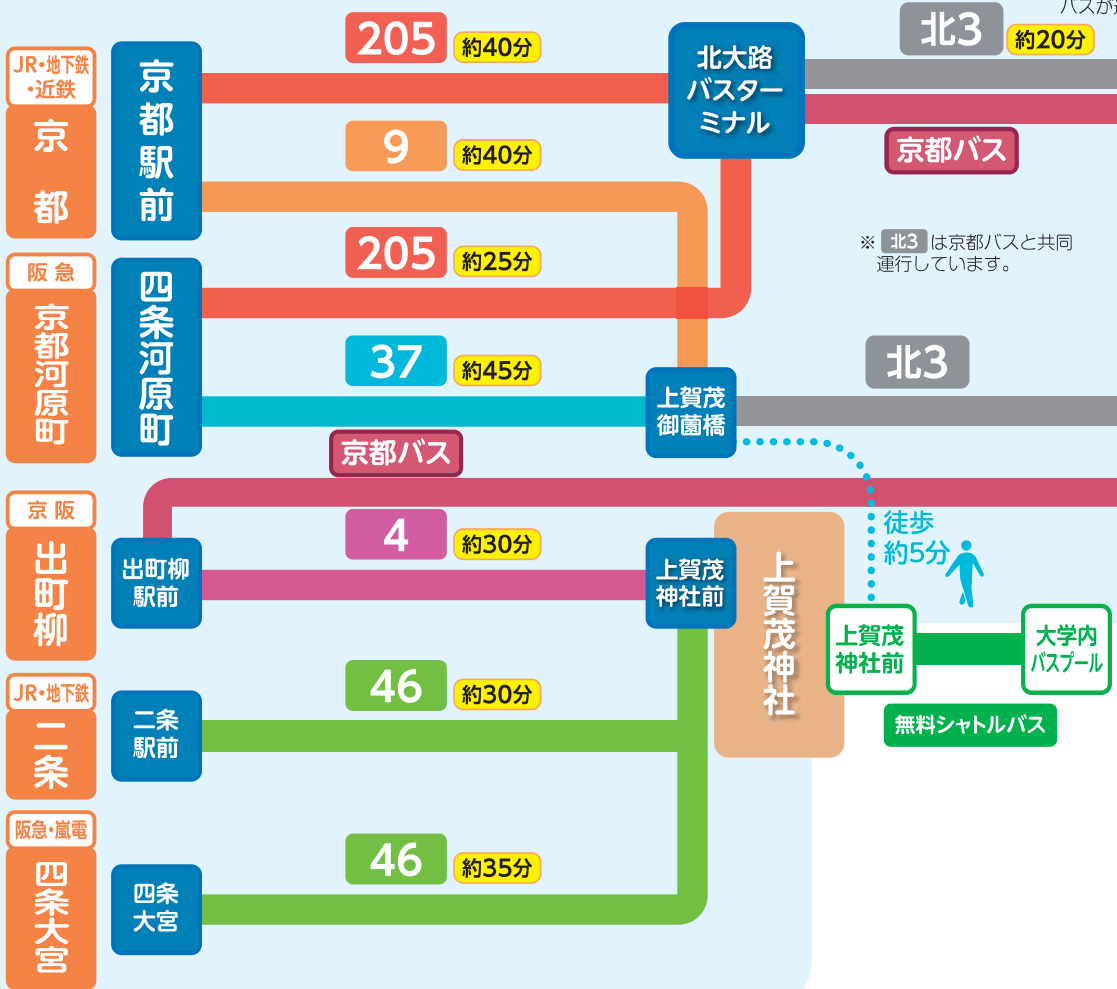 バスが
北3
約20分
205
約40分
JR・地下鉄
・近鉄
京都
京都駅前
北大路
バスター
ミナル
9
約40分
京都バス
205
約25分
※ 北3 は京都バスと共同
運行しています。
阪急
京都河原町
四条河原町
37
約45分
上賀茂
御薗橋
北3
京都バス
京阪
出町柳
出町柳
駅前
4
約30分
上賀茂
神社前
上賀茂神社
徒歩
約5分
上賀茂
神社前
大学内
バスプール
無料シャトルバス
JR・地下鉄
二条
二条
駅前
46
約30分
阪急・嵐電
四条大宮
四条
大宮
46
約35分